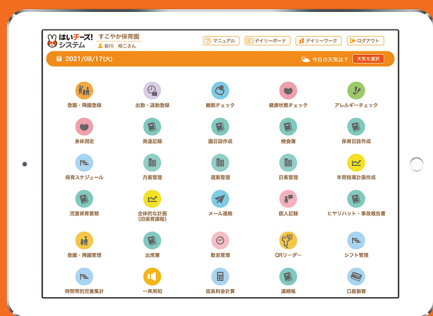 はいチーズ!
システム
すこやか保育園
柳川 裕二さん
マニュアル
デイリーボード
デイリーワーク
ログアウト
2021/08/17(火)
今日の天気は?
天気を選択
登園・降園登録
出勤・退勤登録
睡眠チェック
健康状態チェック
アレルギーチェック
身体測定
発達記録
園日誌作成
検食簿
保育日誌作成
保育スケジュール
月案管理
週案管理
日案管理
年間指導計画作成
児童保育要録
全体的な計画
(旧保育課程)
メール連絡
個人記録
ヒヤリハット・事故報告書
登園・降園管理
出席簿
勤怠管理
QRリーダー
シフト管理
時間帯別児童集計
一斉周知
延長料金計算
連絡帳
口座振替